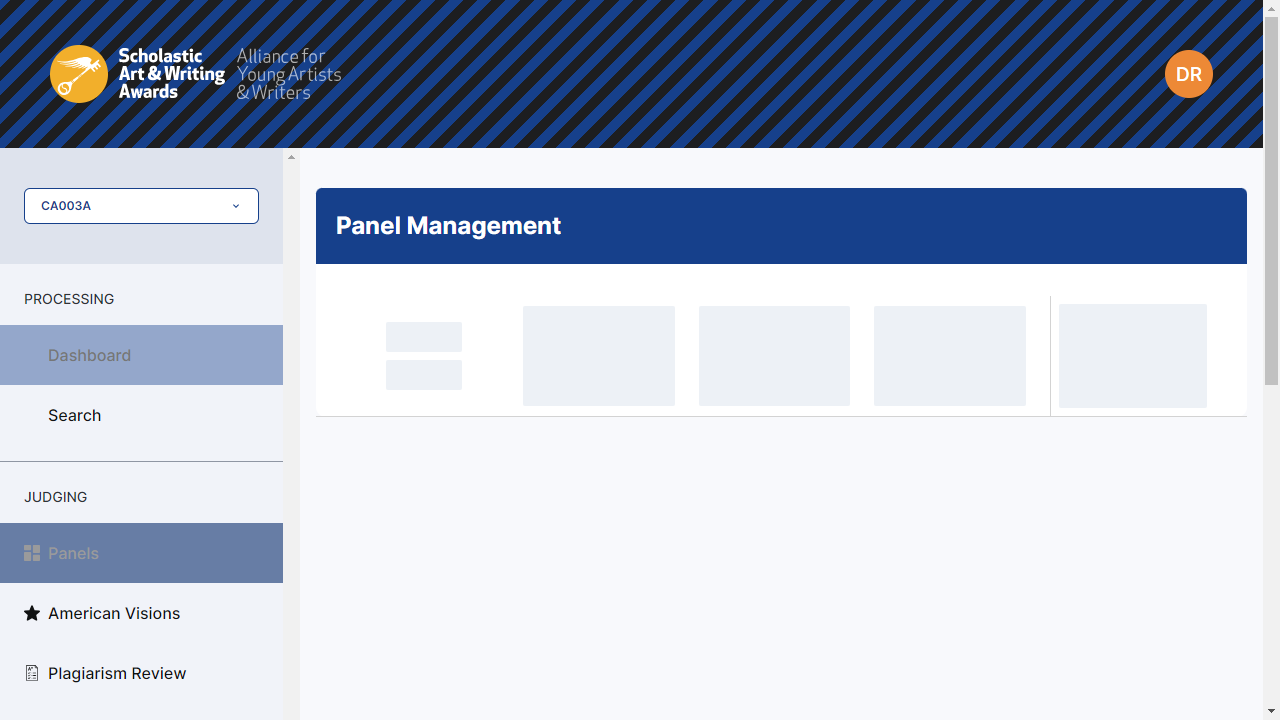 Scholastic
Art & Writing
Awards
Alliance for
Young Artists
& Writers
DR
CA003A
Panel Management
PROCESSING
Dashboard
Search
JUDGING
Panels
American Visions
Plagiarism Review